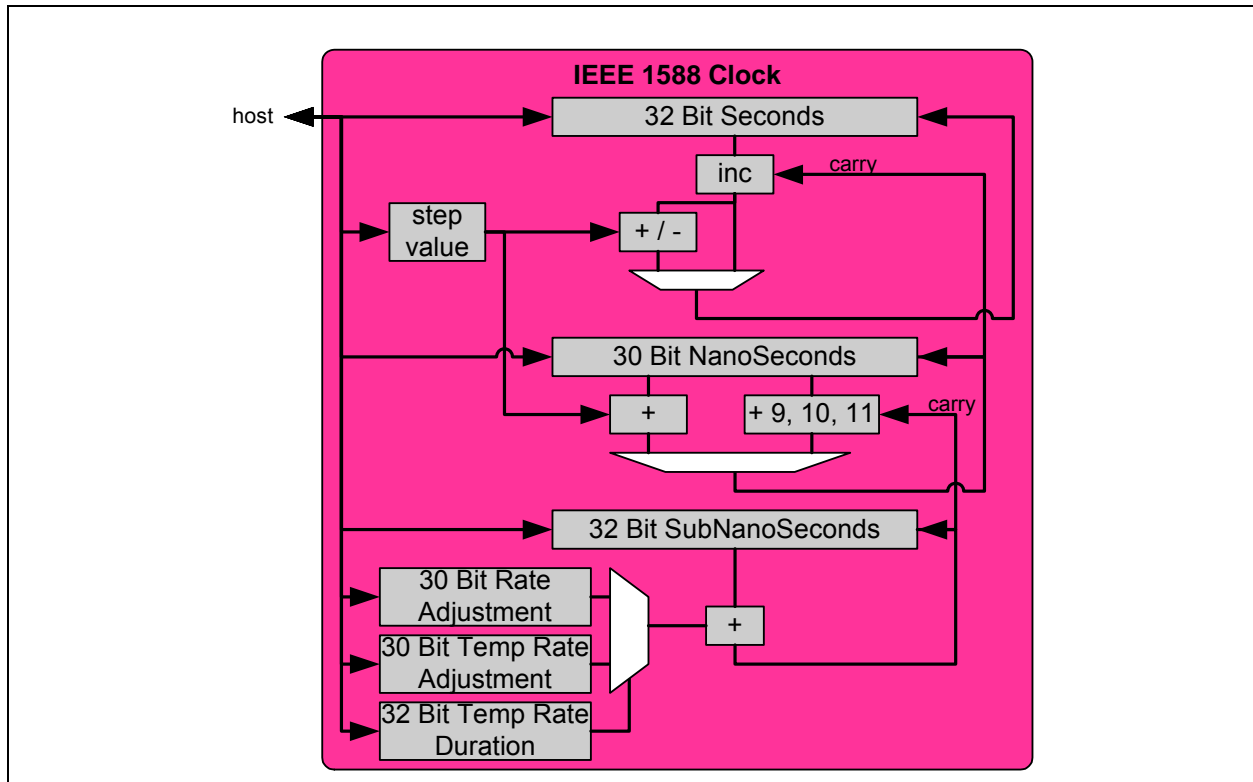 IEEE 1588 Clock
host
32 Bit Seconds
inc
carry
step
value
+ / -
30 Bit NanoSeconds
+
+ 9, 10, 11
carry
32 Bit SubNanoSeconds
30 Bit Rate
Adjustment
+
30 Bit Temp Rate
Adjustment
32 Bit Temp Rate
Duration